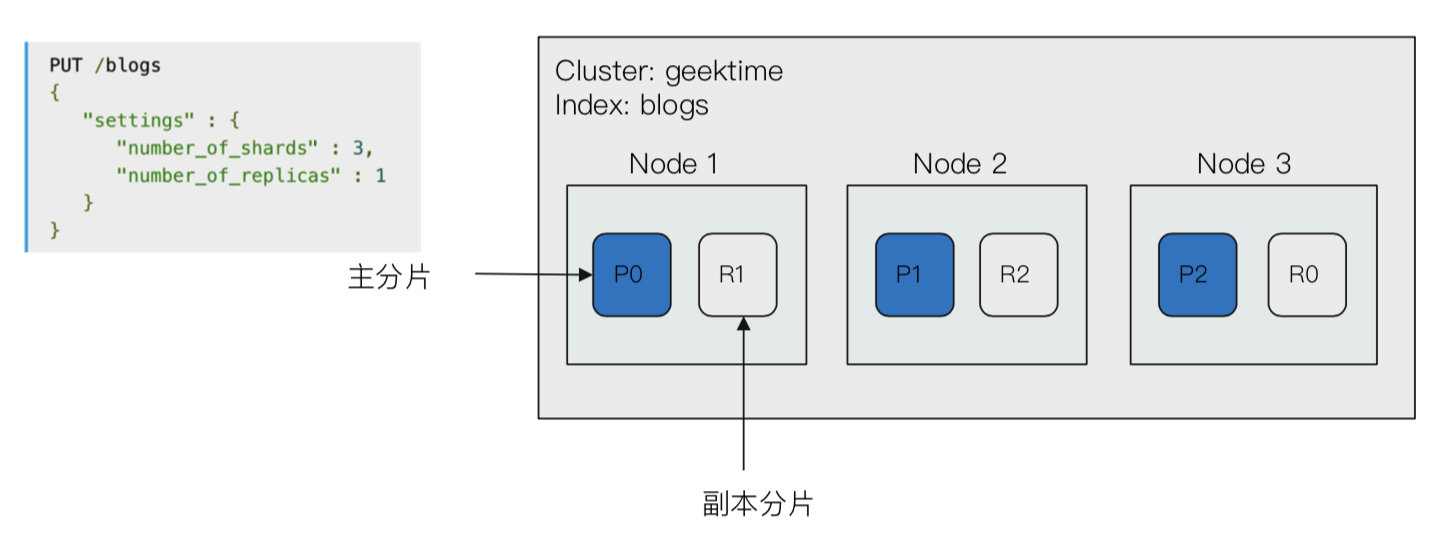 PUT /blogs
{
"settings" : {
"number_of_shards" : 3,
"number_of_replicas" : 1
}
}
主分片
Cluster: geektime
Index: blogs
Node 1
Node 2
Node 3
P0
R1
P1
R2
P2
R0
副本分片